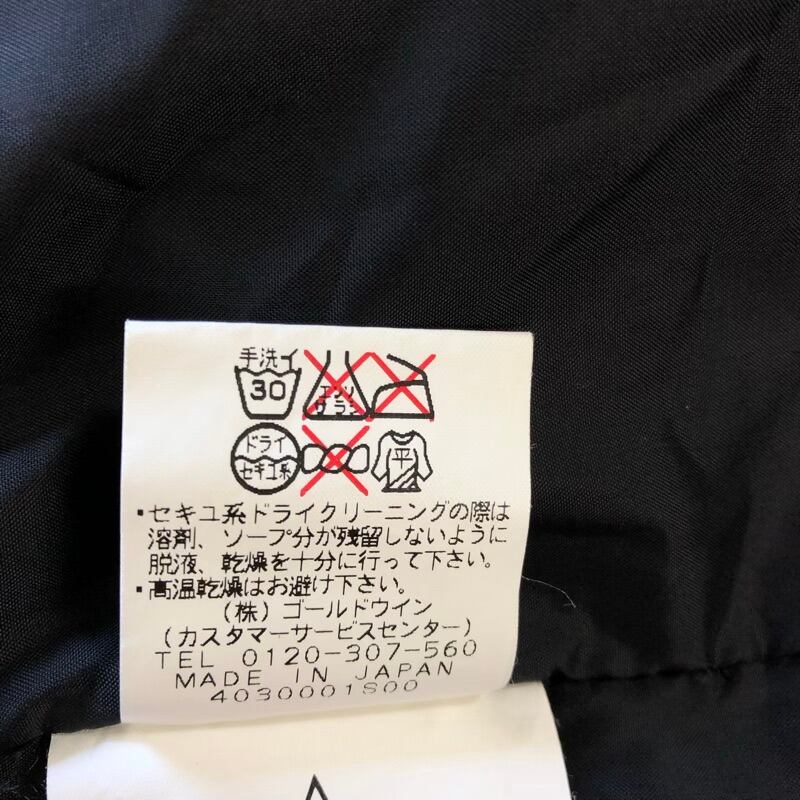 手洗イ
30
エンソ
サラシ
ドライ
セキユ系
平
・セキユ系ドライクリーニングの際は
溶剤、ソープ分が残留しないように
脱液、乾燥を十分に行って下さい。
・高温乾燥はお避け下さい。
(株)ゴールドウイン
(カスタマーサービスセンター)
TEL 0120-307-560
MADE IN JAPAN
4030001S00